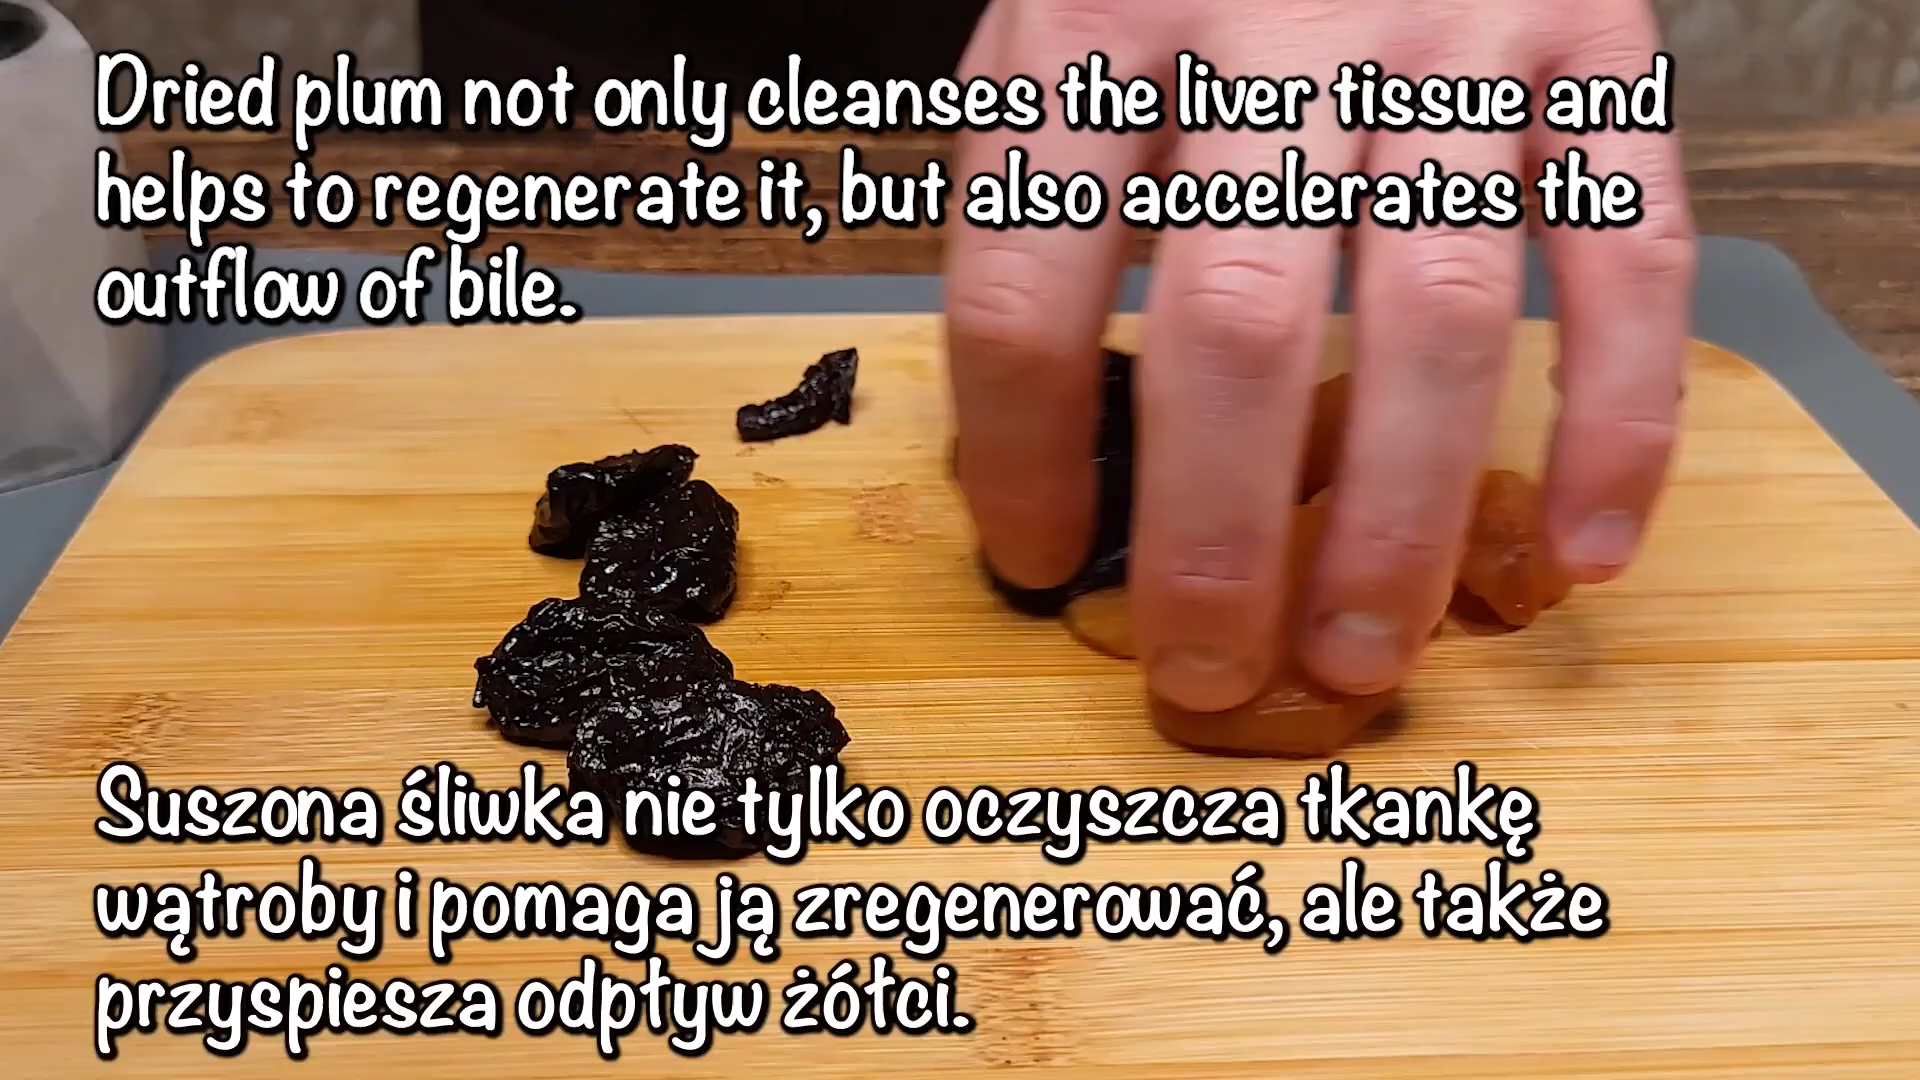 Dried plum not only cleanses the liver tissue and
helps to regenerate it, but also accelerates the
outflow of bile.
Suszona śliwka nie tylko oczyszcza tkankę
wątroby i pomaga ją zregenerować, ale także
przyspiesza odpływ żółci.